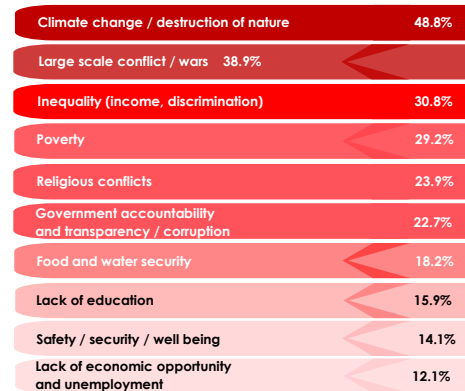 Climate change / destruction of nature 48.8%
Large scale conflict / wars 38.9%
Inequality (income, discrimination) 30.8%
Poverty 29.2%
Religious conflicts 23.9%
Government accountability
and transparency / corruption 22.7%
Food and water security 18.2%
Lack of education 15.9%
Safety / security / well being 14.1%
Lack of economic opportunity
and unemployment 12.1%